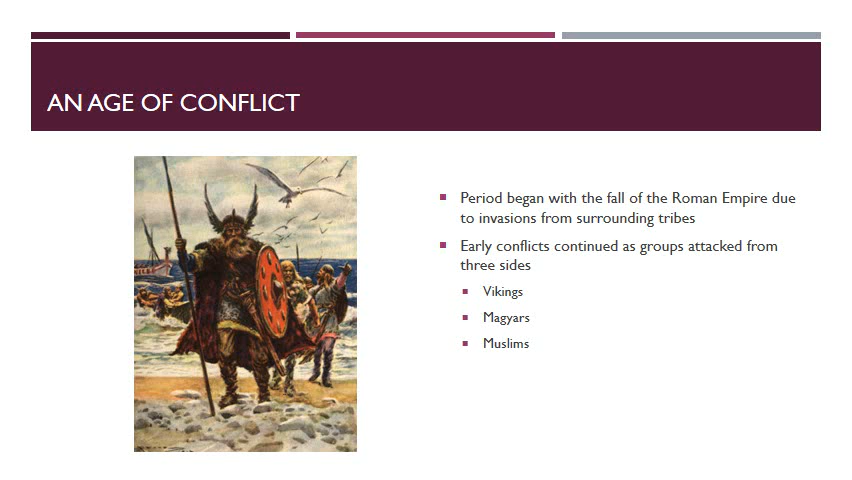 AN AGE OF CONFLICT
Period began with the fall of the Roman Empire due
to invasions from surrounding tribes
Early conflicts continued as groups attacked from
three sides
Vikings
Magyars
Muslims